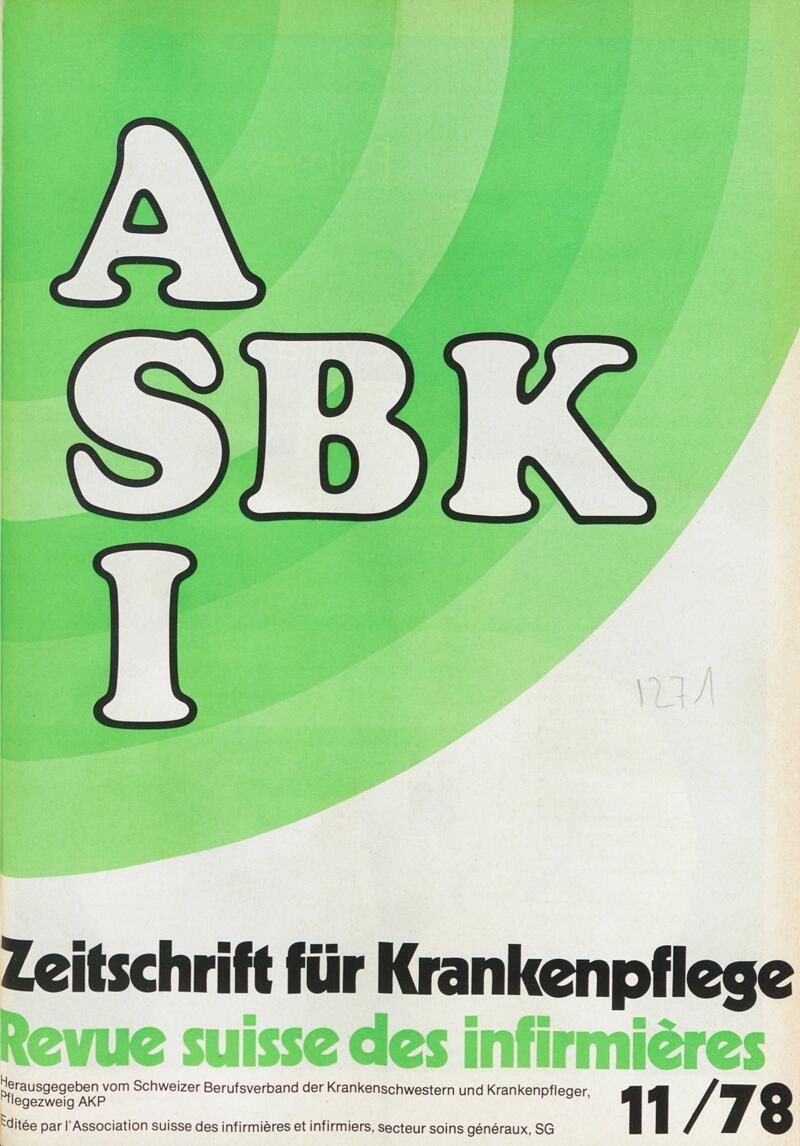 A
SBK
I
1271
Zeitschrift für Krankenpflege
Revue suisse des infirmières
Herausgegeben vom Schweizer Berufsverband der Krankenschwestern und Krankenpfleger,
Pflegezweig AKP
Editée par l'Association suisse des infirmières et infirmiers, secteur soins généraux, SG
11/78